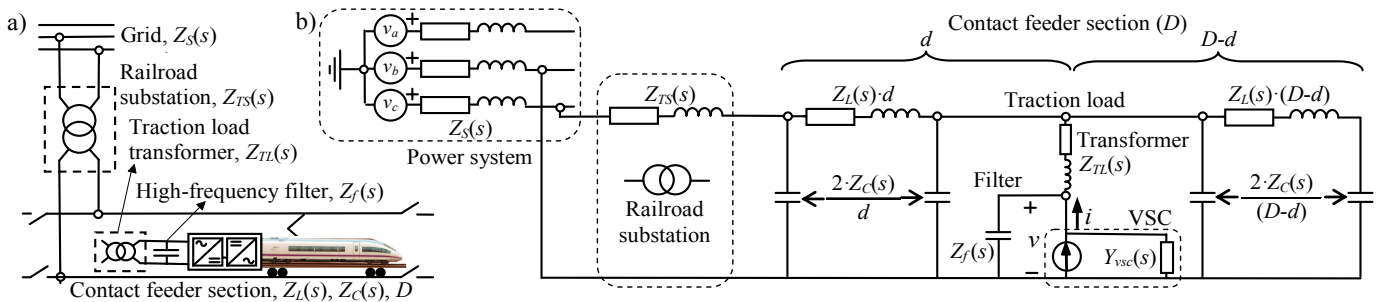 a)
Grid, Z_S(s)
Railroad
substation, Z_TS(s)
Traction load
transformer, Z_TL(s)
High-frequency filter, Z_f(s)
Contact feeder section, Z_L(s), Z_C(s), D
b)
v_a
v_b
v_c
Z_S(s)
Power system
Z_TS(s)
Railroad
substation
Contact feeder section (D)
d
D-d
Z_L(s)·d
Traction load
Z_L(s)·(D-d)
Transformer
Z_TL(s)
2·Z_C(s)
d
Filter
Z_f(s)
+
v
−
i
VSC
Y_vsc(s)
2·Z_C(s)
(D-d)